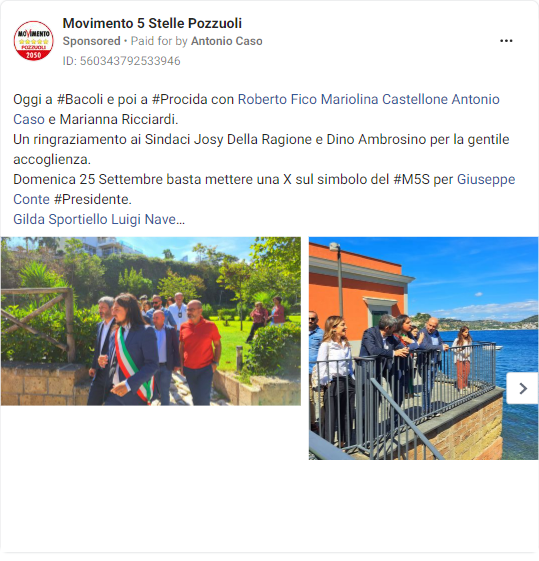 Movimento 5 Stelle Pozzuoli
Sponsored • Paid for by Antonio Caso
ID: 560343792533946
MOVIMENTO
POZZUOLI
2050
Oggi a #Bacoli e poi a #Procida con Roberto Fico Mariolina Castellone Antonio
Caso e Marianna Ricciardi.
Un ringraziamento ai Sindaci Josy Della Ragione e Dino Ambrosino per la gentile
accoglienza.
Domenica 25 Settembre basta mettere una X sul simbolo del #M5S per Giuseppe
Conte #Presidente.
Gilda Sportiello Luigi Nave...